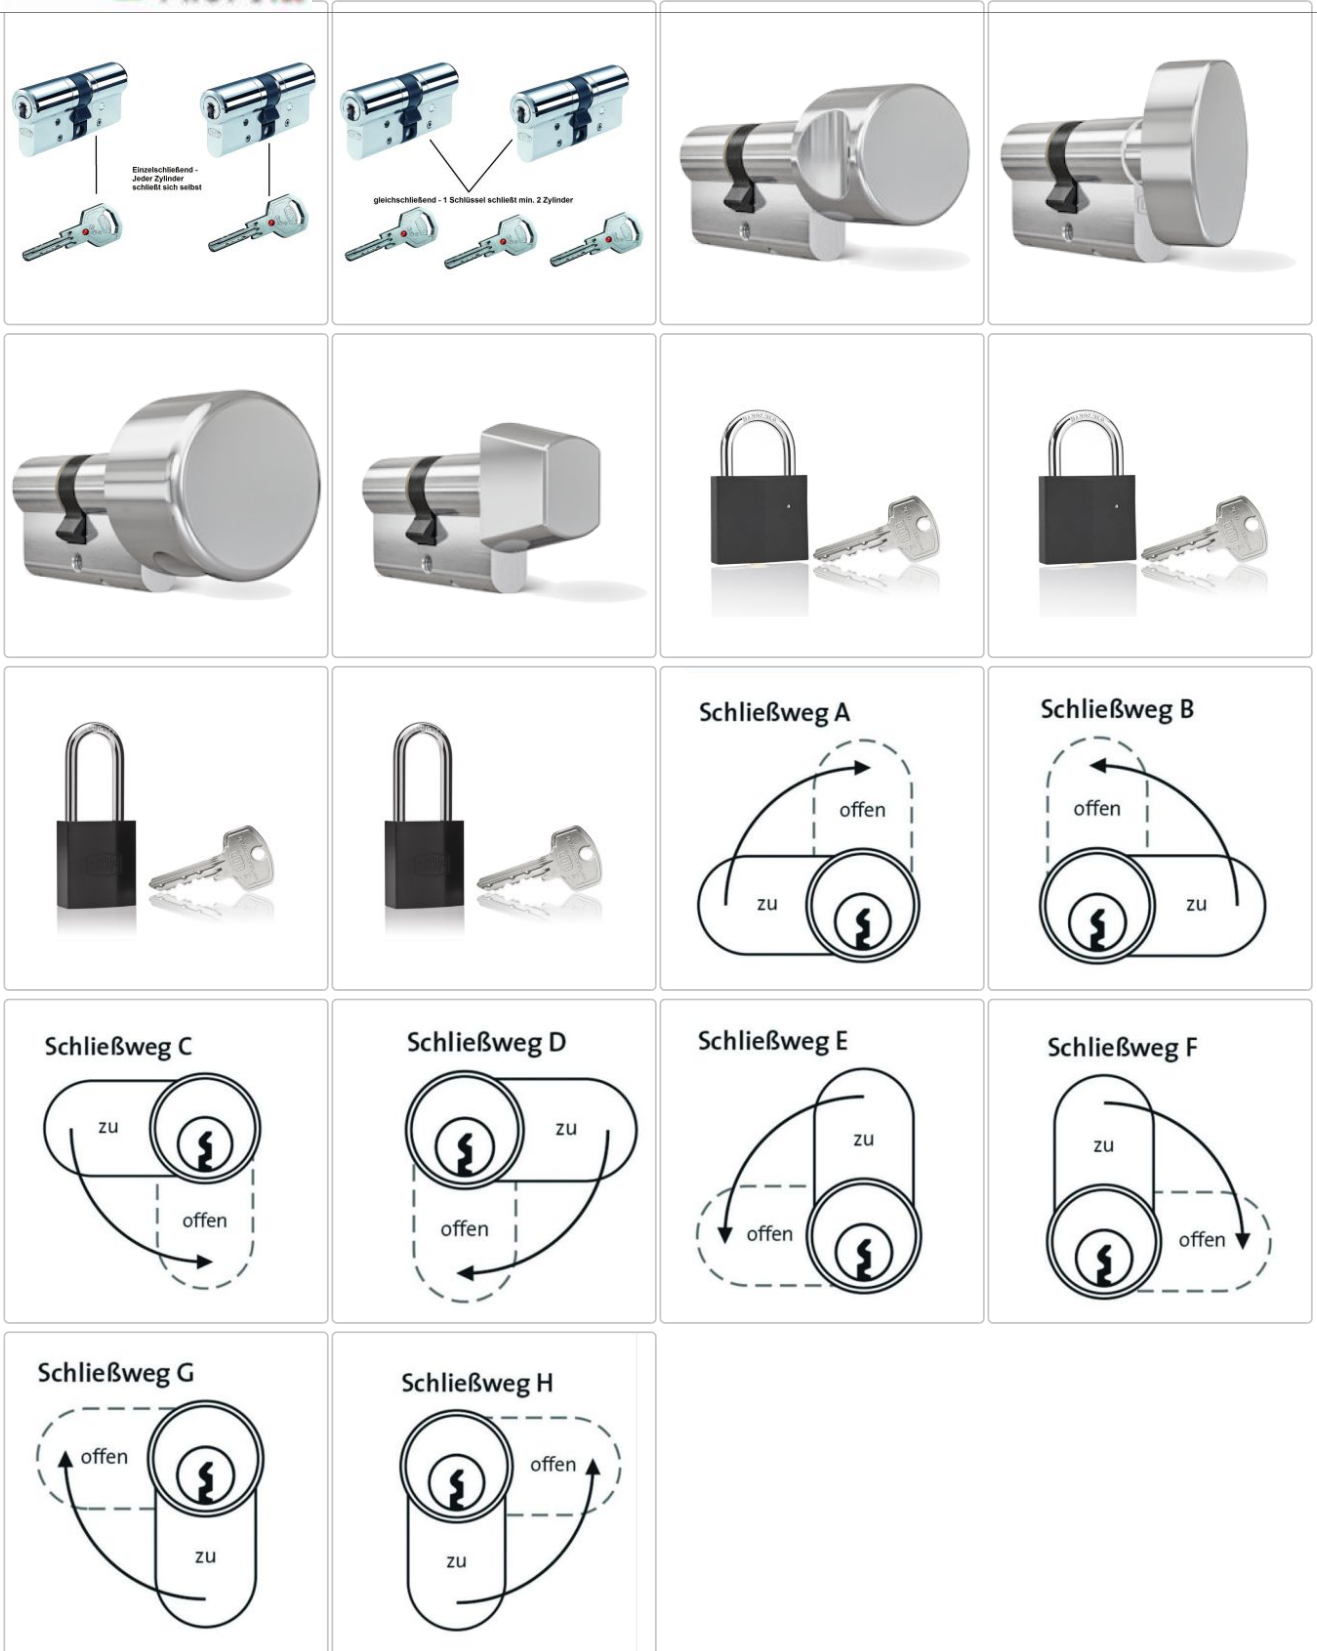 Einzelschließend -
Jeder Zylinder
schließt sich selbst
gleichschließend - 1 Schlüssel schließt min. 2 Zylinder
Schließweg A
offen
zu
Schließweg B
offen
zu
Schließweg C
zu
offen
Schließweg D
zu
offen
Schließweg E
zu
offen
Schließweg F
zu
offen
Schließweg G
offen
zu
Schließweg H
offen
zu